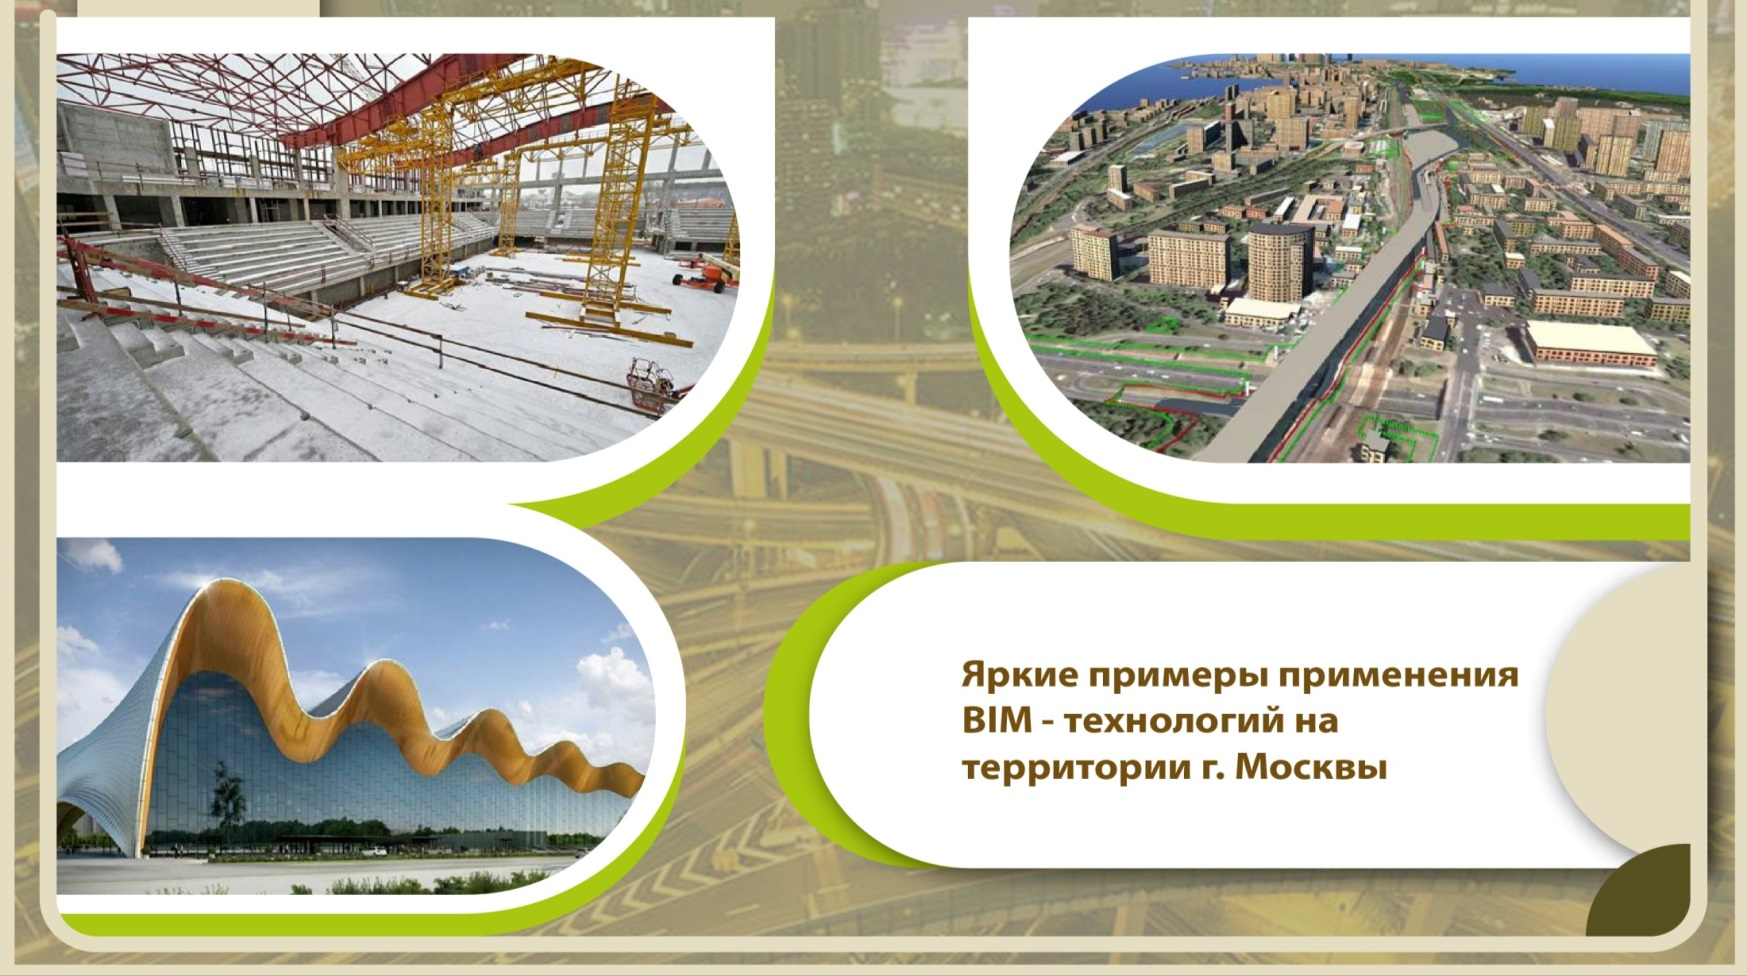 Яркие примеры применения
BIM - технологий на
территории г. Москвы